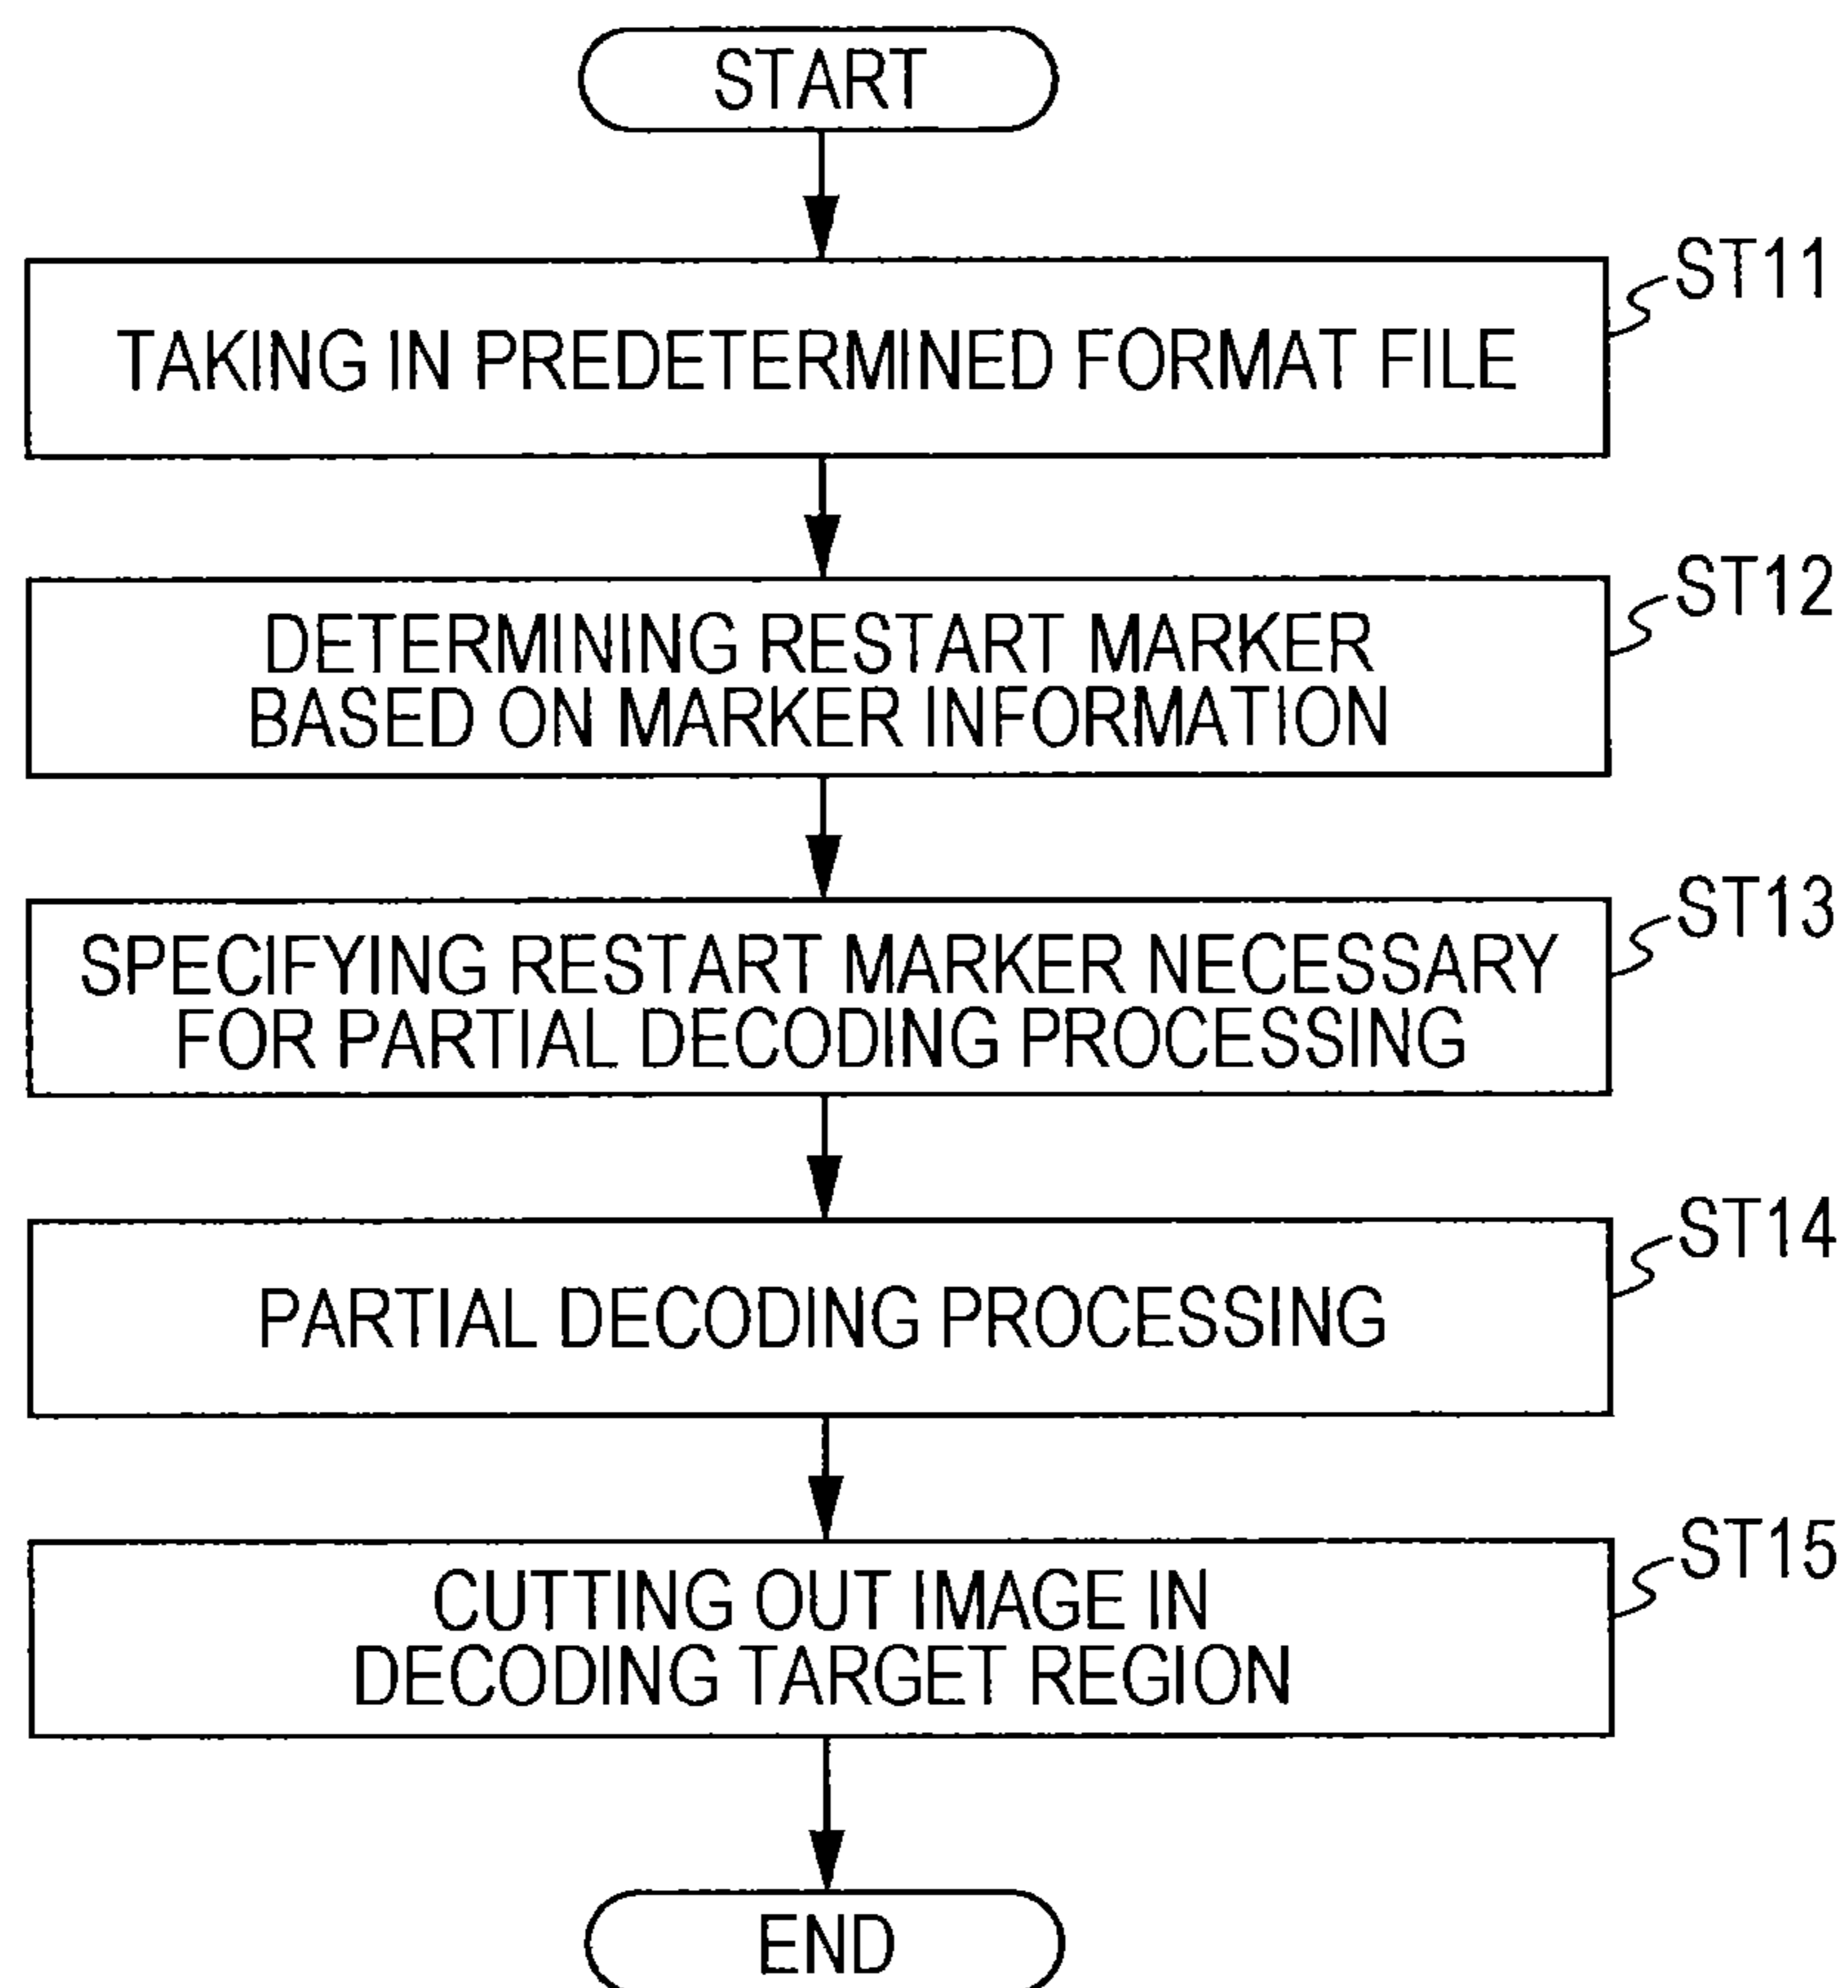 START
ST11
TAKING IN PREDETERMINED FORMAT FILE
ST12
DETERMINING RESTART MARKER
BASED ON MARKER INFORMATION
ST13
SPECIFYING RESTART MARKER NECESSARY
FOR PARTIAL DECODING PROCESSING
ST14
PARTIAL DECODING PROCESSING
ST15
CUTTING OUT IMAGE IN
DECODING TARGET REGION
END